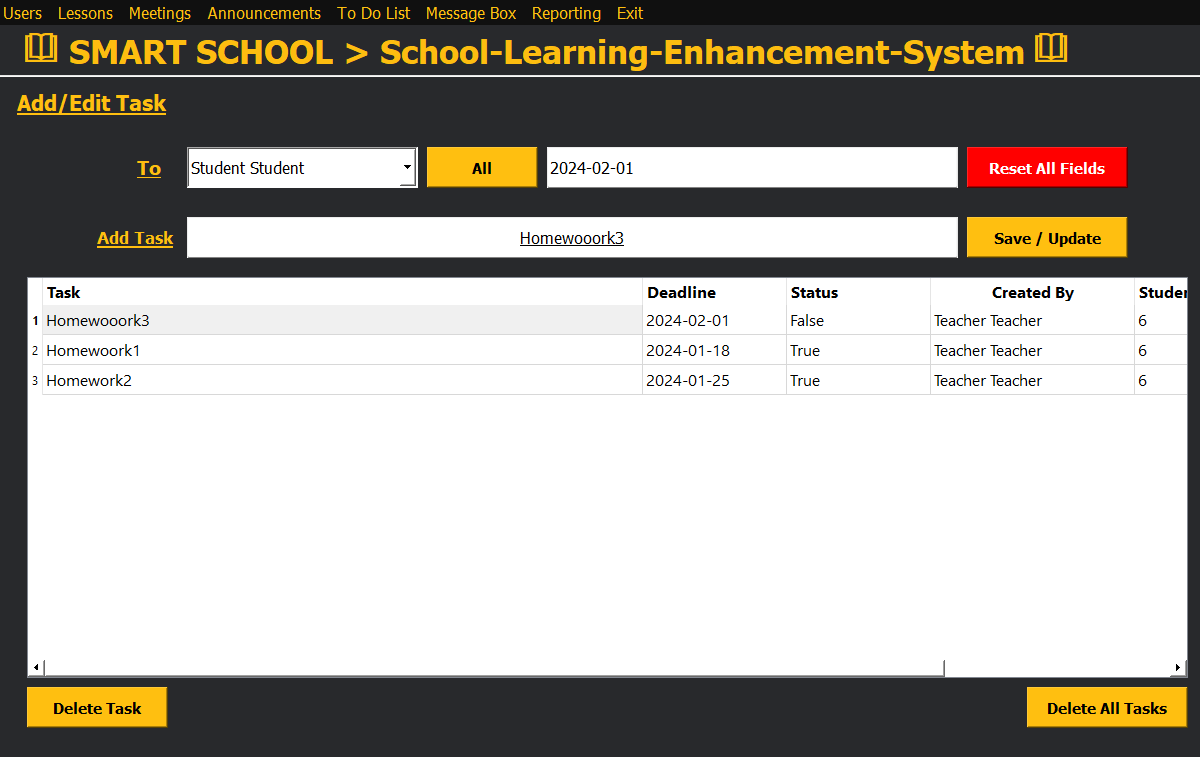 Users Lessons Meetings Announcements To Do List Message Box Reporting Exit
SMART SCHOOL > School-Learning-Enhancement-System
Add/Edit Task
To Student Student All 2024-02-01 Reset All Fields
Add Task Homewooork3 Save / Update
Task Deadline Status Created By Studen
1 Homewooork3 2024-02-01 False Teacher Teacher 6
2 Homewoork1 2024-01-18 True Teacher Teacher 6
3 Homework2 2024-01-25 True Teacher Teacher 6
Delete Task Delete All Tasks